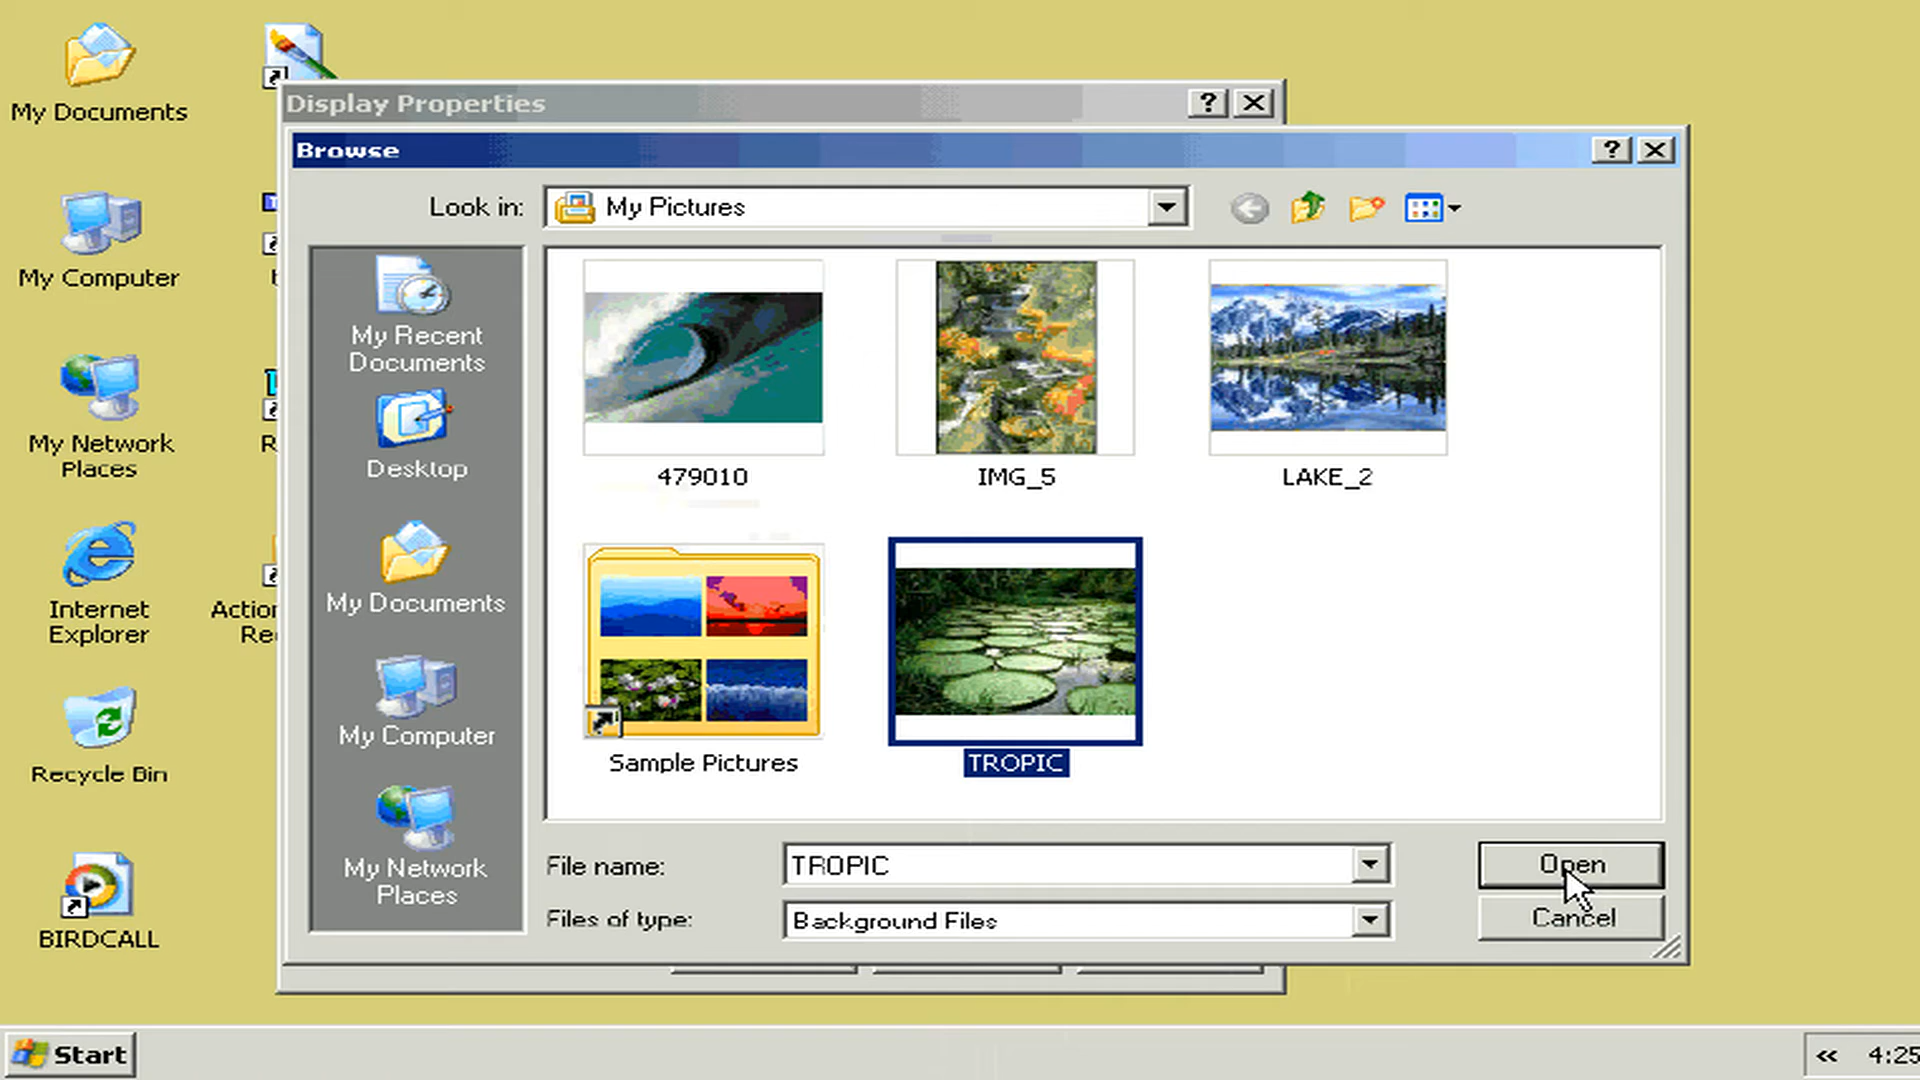 My Documents
My Computer
My Network
Places
Internet
Explorer
Recycle Bin
BIRDCALL
Display Properties
Browse
Look in:
My Pictures
My Recent
Documents
Desktop
My Documents
My Computer
My Network
Places
479010
IMG_5
LAKE_2
Sample Pictures
TROPIC
File name:
TROPIC
Open
Files of type:
Background Files
Cancel
Start
4:25